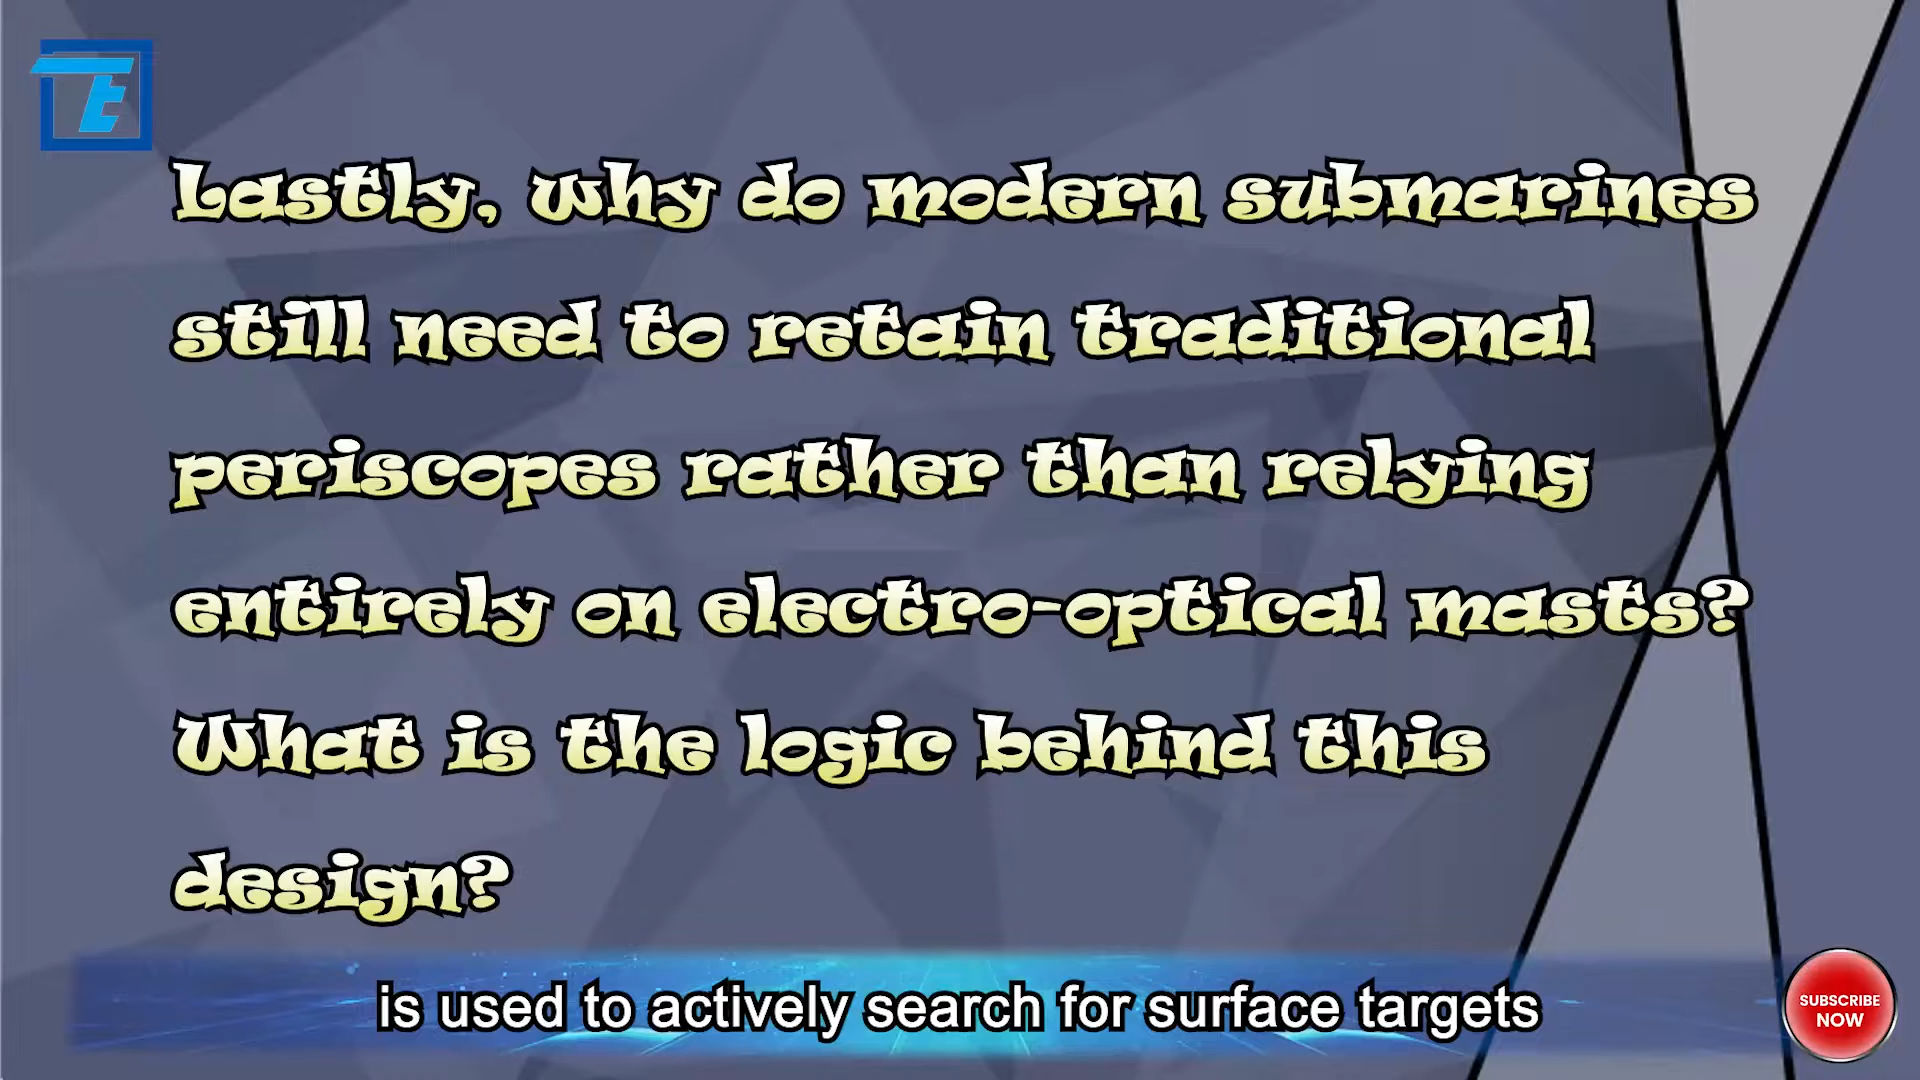 Lastly, why do modern submarines
still need to retain traditional
periscopes rather than relying
entirely on electro-optical masts?
What is the logic behind this
design?
is used to actively search for surface targets
SUBSCRIBE
NOW